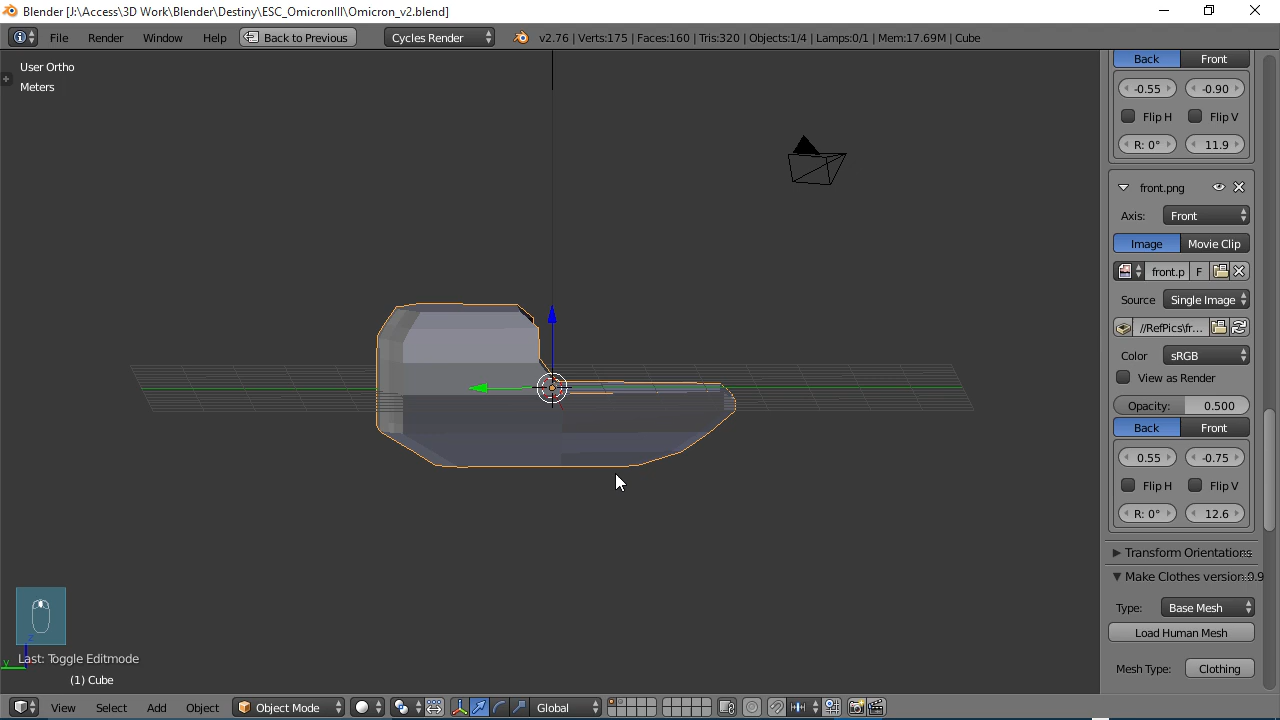 Blender [J:\Access\3D Work\Blender\Destiny\ESC_OmicronIII\Omicron_v2.blend]
File Render Window Help Back to Previous Cycles Render v2.76 | Verts:175 | Faces:160 | Tris:320 | Objects:1/4 | Lamps:0/1 | Mem:17.69M | Cube
User Ortho
Meters
Back Front
-0.55 -0.90
Flip H Flip V
R: 0° 11.9
front.png
Axis: Front
Image Movie Clip
front.p F
Source Single Image
//RefPics\fr...
Color sRGB
View as Render
Opacity: 0.500
Back Front
0.55 -0.75
Flip H Flip V
R: 0° 12.6
Transform Orientations
Make Clothes version: 0.9
Type: Base Mesh
Load Human Mesh
Mesh Type: Clothing
z
y
Last: Toggle Editmode
(1) Cube
View Select Add Object Object Mode Global